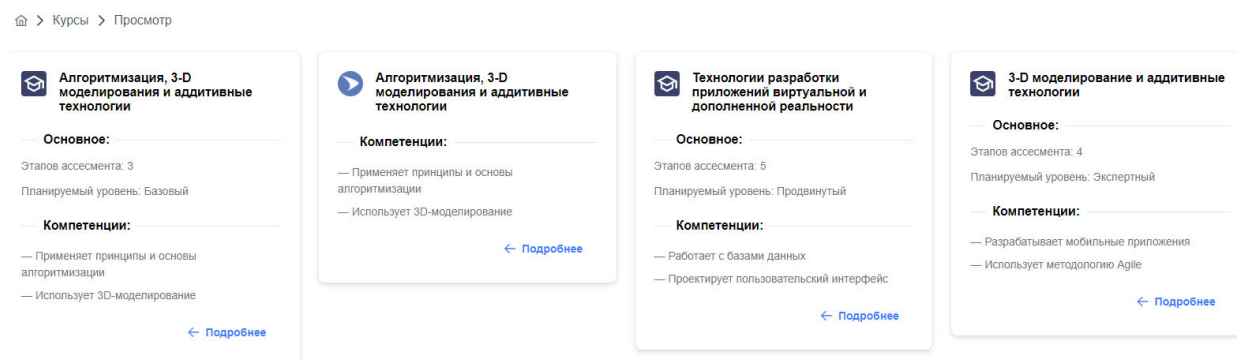 Курсы > Просмотр
Алгоритмизация, 3-D
моделирования и аддитивные
технологии
Основное:
Этапов ассесмента: 3
Планируемый уровень: Базовый
Компетенции:
— Применяет принципы и основы
алгоритмизации
— Использует 3D-моделирование
← Подробнее
Алгоритмизация, 3-D
моделирования и аддитивные
технологии
Компетенции:
— Применяет принципы и основы
алгоритмизации
— Использует 3D-моделирование
← Подробнее
Технологии разработки
приложений виртуальной и
дополненной реальности
Основное:
Этапов ассесмента: 5
Планируемый уровень: Продвинутый
Компетенции:
— Работает с базами данных
— Проектирует пользовательский интерфейс
← Подробнее
3-D моделирование и аддитивные
технологии
Основное:
Этапов ассесмента: 4
Планируемый уровень: Экспертный
Компетенции:
— Разрабатывает мобильные приложения
— Использует методологию Agile
← Подробнее